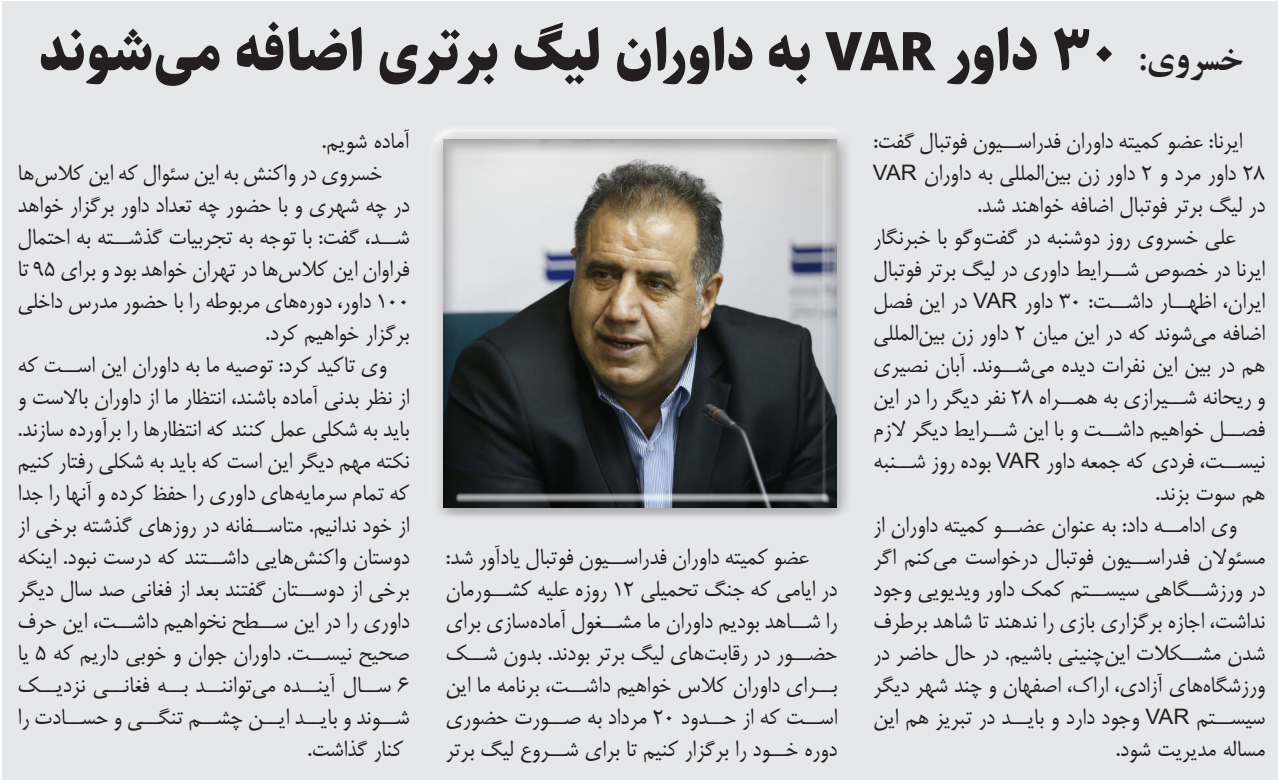 خسروی: ۳۰ داور VAR به داوران لیگ برتری اضافه می‌شوند
ایرنا: عضو کمیته داوران فدراسیون فوتبال گفت:
۲۸ داور مرد و ۲ داور زن بین‌المللی به داوران VAR
در لیگ برتر فوتبال اضافه خواهند شد.
علی خسروی روز دوشنبه در گفت‌وگو با خبرنگار
ایرنا در خصوص شرایط داوری در لیگ برتر فوتبال
ایران، اظهار داشت: ۳۰ داور VAR در این فصل
اضافه می‌شوند که در این میان ۲ داور زن بین‌المللی
هم در بین این نفرات دیده می‌شوند. آبان نصیری
و ریحانه شیرازی به همراه ۲۸ نفر دیگر را در این
فصل خواهیم داشت و با این شرایط دیگر لازم
نیست، فردی که جمعه داور VAR بوده روز شنبه
هم سوت بزند.
وی ادامه داد: به عنوان عضو کمیته داوران از
مسئولان فدراسیون فوتبال درخواست می‌کنم اگر
در ورزشگاهی سیستم کمک داور ویدیویی وجود
نداشت، اجازه برگزاری بازی را ندهند تا شاهد برطرف
شدن مشکلات این‌چنینی باشیم. در حال حاضر در
ورزشگاه‌های آزادی، اراک، اصفهان و چند شهر دیگر
سیستم VAR وجود دارد و باید در تبریز هم این
مساله مدیریت شود.
عضو کمیته داوران فدراسیون فوتبال یادآور شد:
در ایامی که جنگ تحمیلی ۱۲ روزه علیه کشورمان
را شاهد بودیم داوران ما مشغول آماده‌سازی برای
حضور در رقابت‌های لیگ برتر بودند. بدون شک
برای داوران کلاس خواهیم داشت، برنامه ما این
است که از حدود ۲۰ مرداد به صورت حضوری
دوره خود را برگزار کنیم تا برای شروع لیگ برتر
آماده شویم.
خسروی در واکنش به این سئوال که این کلاس‌ها
در چه شهری و با حضور چه تعداد داور برگزار خواهد
شد، گفت: با توجه به تجربیات گذشته به احتمال
فراوان این کلاس‌ها در تهران خواهد بود و برای ۹۵ تا
۱۰۰ داور، دوره‌های مربوطه را با حضور مدرس داخلی
برگزار خواهیم کرد.
وی تاکید کرد: توصیه ما به داوران این است که
از نظر بدنی آماده باشند، انتظار ما از داوران بالاست و
باید به شکلی عمل کنند که انتظارها را برآورده سازند.
نکته مهم دیگر این است که باید به شکلی رفتار کنیم
که تمام سرمایه‌های داوری را حفظ کرده و آنها را جدا
از خود ندانیم. متاسفانه در روزهای گذشته برخی از
دوستان واکنش‌هایی داشتند که درست نبود. اینکه
برخی از دوستان گفتند بعد از فغانی صد سال دیگر
داوری را در این سطح نخواهیم داشت، این حرف
صحیح نیست. داوران جوان و خوبی داریم که ۵ یا
۶ سال آینده می‌توانند به فغانی نزدیک
شوند و باید این چشم تنگی و حسادت را
کنار گذاشت.